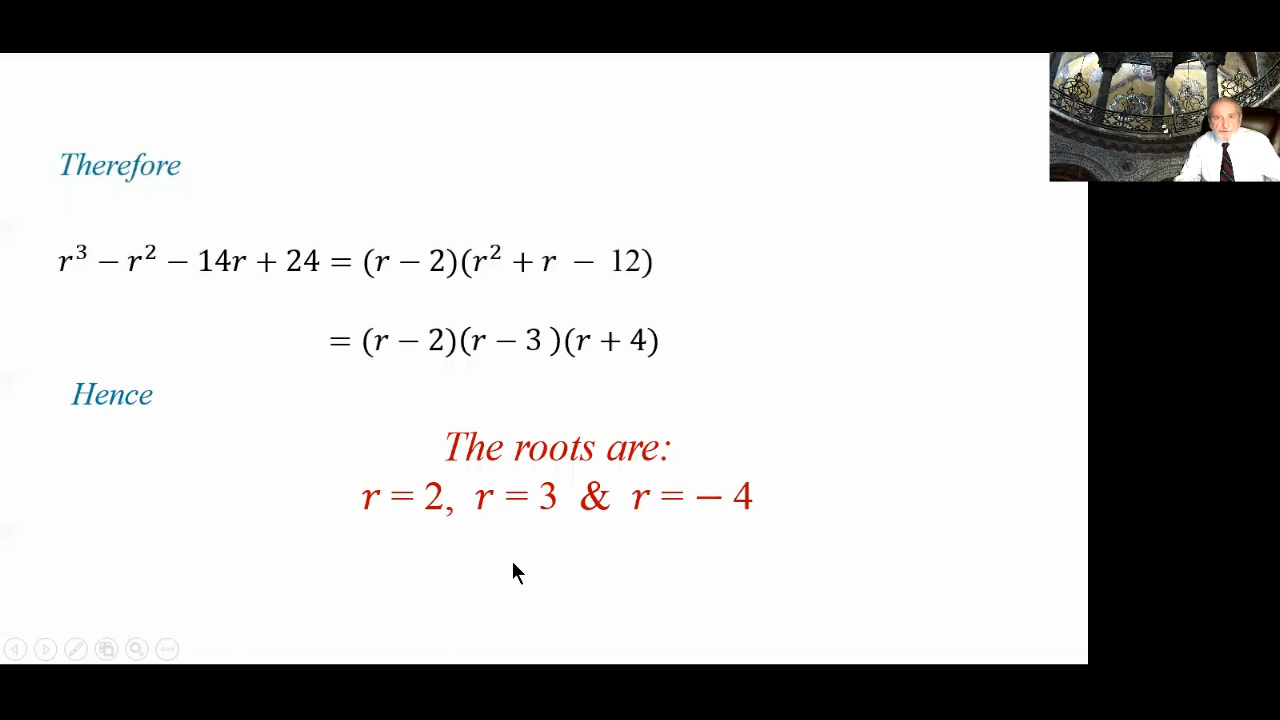 Therefore
r³ − r² − 14r + 24 = (r − 2)(r² + r − 12)
= (r − 2)(r − 3 )(r + 4)
Hence
The roots are:
r = 2, r = 3 & r = − 4